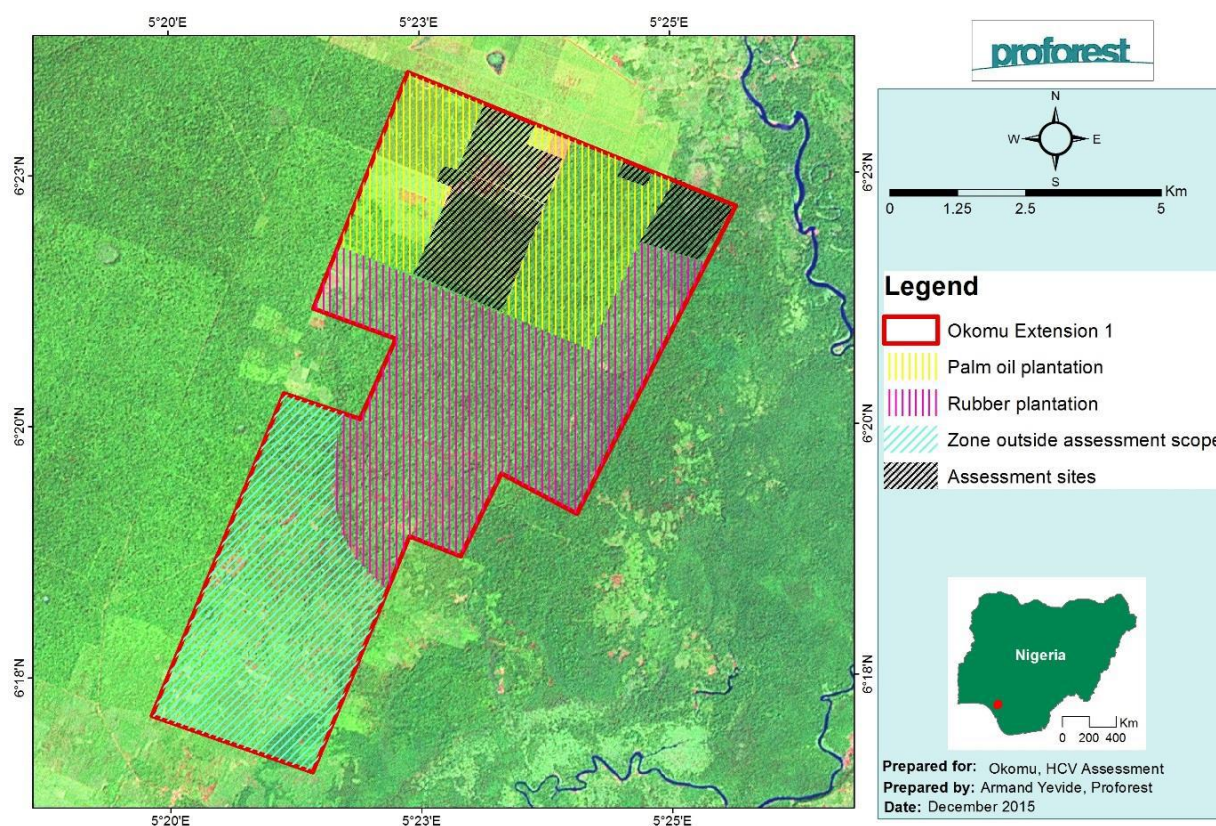 5°20'E
5°23'E
5°25'E
6°23'N
6°23'N
6°20'N
6°20'N
6°18'N
6°18'N
5°20'E
5°23'E
5°25'E
proforest
N
W
E
S
Km
0
1.25
2.5
5
Legend
Okomu Extension 1
Palm oil plantation
Rubber plantation
Zone outside assessment scope
Assessment sites
Nigeria
Km
0 200 400
Prepared for: Okomu, HCV Assessment
Prepared by: Armand Yevide, Proforest
Date: December 2015